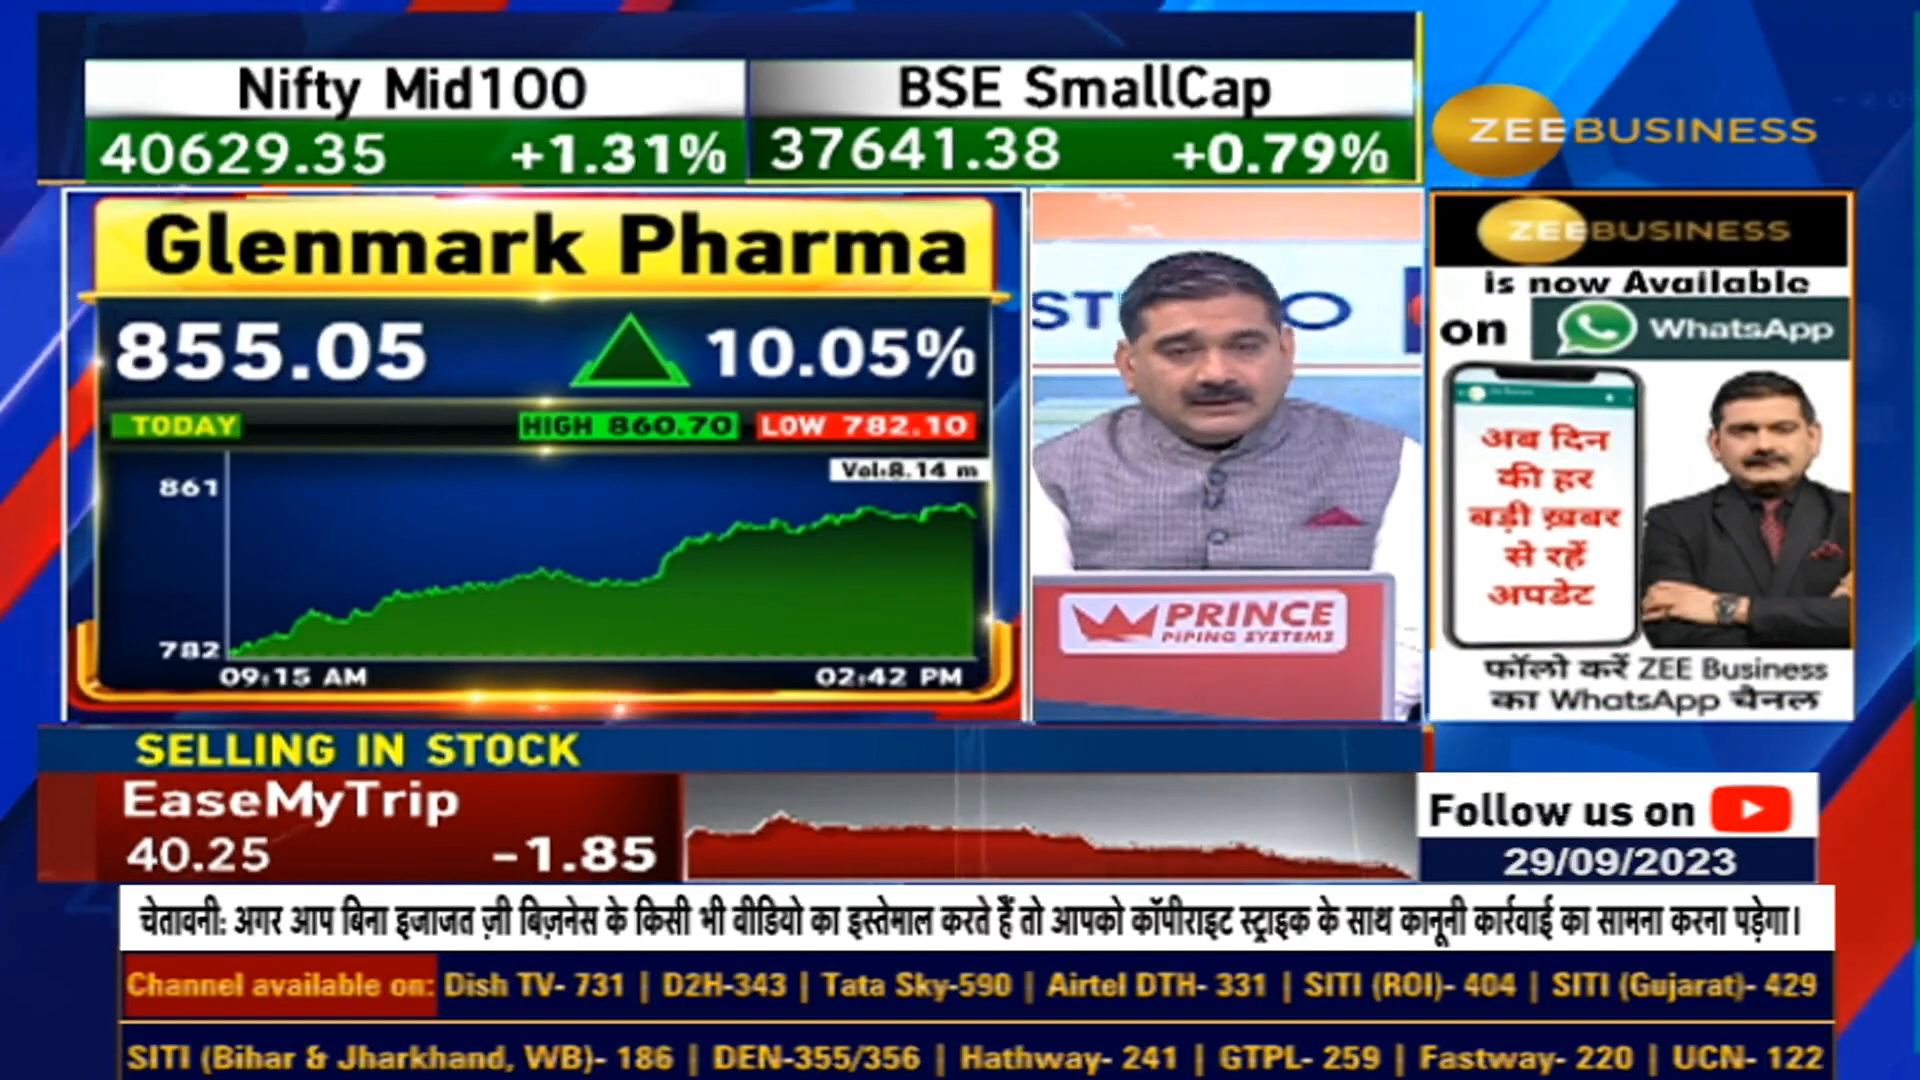 Nifty Mid100
BSE SmallCap
40629.35 +1.31%
37641.38 +0.79%
ZEEBUSINESS
Glenmark Pharma
855.05 10.05%
TODAY HIGH 860.70 LOW 782.10
Vol:8.14 m
861
782
09:15 AM 02:42 PM
PRINCE
PIPING SYSTEMS
ZEEBUSINESS
is now Available
on WhatsApp
अब दिन
की हर
बड़ी ख़बर
से रहें
अपडेट
फॉलो करें ZEE Business
का WhatsApp चैनल
SELLING IN STOCK
EaseMyTrip
40.25 -1.85
Follow us on
29/09/2023
चेतावनी: अगर आप बिना इजाजत ज़ी बिज़नेस के किसी भी वीडियो का इस्तेमाल करते हैं तो आपको कॉपीराइट स्ट्राइक के साथ कानूनी कार्रवाई का सामना करना पड़ेगा।
Channel available on: Dish TV- 731 | D2H-343 | Tata Sky-590 | Airtel DTH- 331 | SITI (ROI)- 404 | SITI (Gujarat)- 429
SITI (Bihar & Jharkhand, WB)- 186 | DEN-355/356 | Hathway- 241 | GTPL- 259 | Fastway- 220 | UCN- 122